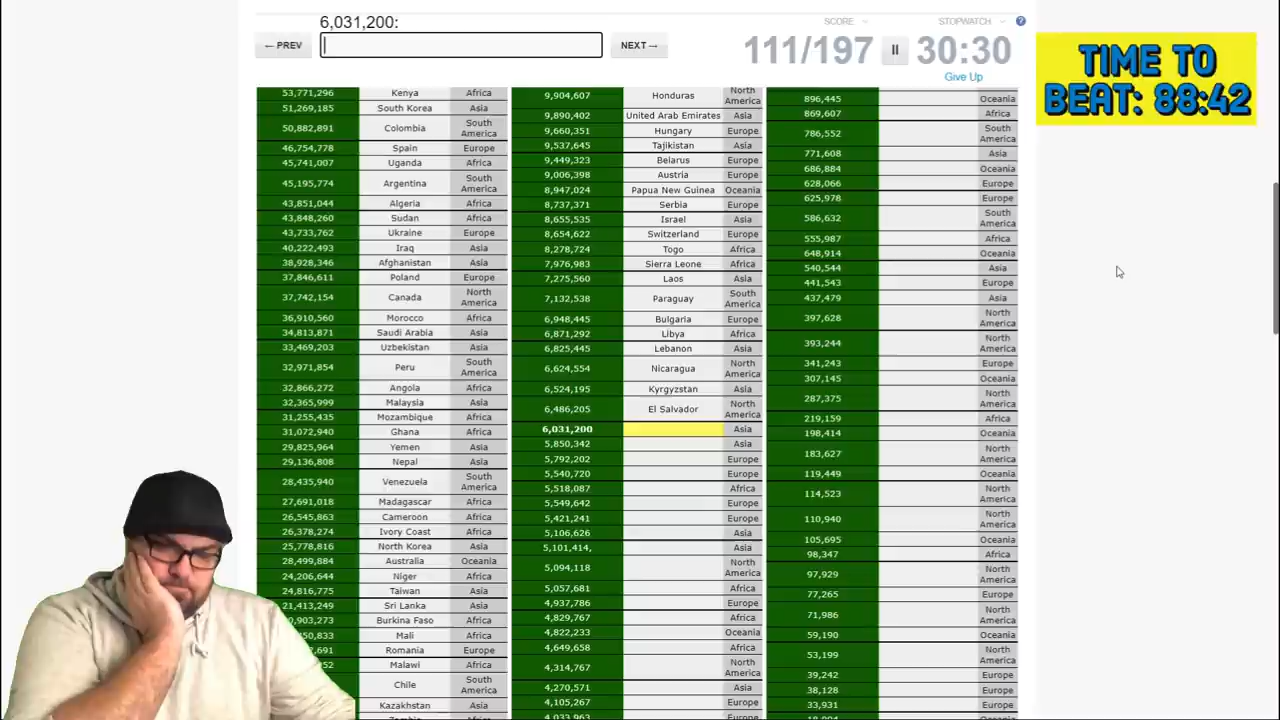 6,031,200:
← PREV
NEXT →
SCORE
STOPWATCH
?
111/197
30:30
Give Up
TIME TO
BEAT: 88:42
53,771,296 Kenya Africa
51,269,185 South Korea Asia
50,882,891 Colombia South America
46,754,778 Spain Europe
45,741,007 Uganda Africa
45,195,774 Argentina South America
43,851,044 Algeria Africa
43,848,260 Sudan Africa
43,733,762 Ukraine Europe
40,222,493 Iraq Asia
38,928,346 Afghanistan Asia
37,846,611 Poland Europe
37,742,154 Canada North America
36,910,560 Morocco Africa
34,813,871 Saudi Arabia Asia
33,469,203 Uzbekistan Asia
32,971,854 Peru South America
32,866,272 Angola Africa
32,365,999 Malaysia Asia
31,255,435 Mozambique Africa
31,072,940 Ghana Africa
29,825,964 Yemen Asia
29,136,808 Nepal Asia
28,435,940 Venezuela South America
27,691,018 Madagascar Africa
26,545,863 Cameroon Africa
26,378,274 Ivory Coast Africa
25,778,816 North Korea Asia
28,499,884 Australia Oceania
24,206,644 Niger Africa
24,816,775 Taiwan Asia
21,413,249 Sri Lanka Asia
903,273 Burkina Faso Africa
50,833 Mali Africa
,691 Romania Europe
52 Malawi Africa
Chile South America
Kazakhstan Asia
9,904,607 Honduras North America
9,890,402 United Arab Emirates Asia
9,660,351 Hungary Europe
9,537,645 Tajikistan Asia
9,449,323 Belarus Europe
9,006,398 Austria Europe
8,947,024 Papua New Guinea Oceania
8,737,371 Serbia Europe
8,655,535 Israel Asia
8,654,622 Switzerland Europe
8,278,724 Togo Africa
7,976,983 Sierra Leone Africa
7,275,560 Laos Asia
7,132,538 Paraguay South America
6,948,445 Bulgaria Europe
6,871,292 Libya Africa
6,825,445 Lebanon Asia
6,624,554 Nicaragua North America
6,524,195 Kyrgyzstan Asia
6,486,205 El Salvador North America
6,031,200 Asia
5,850,342 Asia
5,792,202 Europe
5,540,720 Europe
5,518,087 Africa
5,549,642 Europe
5,421,241 Europe
5,106,626 Asia
5,101,414, Asia
5,094,118 North America
5,057,681 Africa
4,937,786 Europe
4,829,767 Africa
4,822,233 Oceania
4,649,658 Africa
4,314,767 North America
4,270,571 Asia
4,105,267 Europe
4,033,963 Europe
896,445 Oceania
869,607 Africa
786,552 South America
771,608 Asia
686,884 Oceania
628,066 Europe
625,978 Europe
586,632 South America
555,987 Africa
648,914 Oceania
540,544 Asia
441,543 Europe
437,479 Asia
397,628 North America
393,244 North America
341,243 Europe
307,145 Oceania
287,375 North America
219,159 Africa
198,414 Oceania
183,627 North America
119,449 Oceania
114,523 North America
110,940 North America
105,695 Oceania
98,347 Africa
97,929 North America
77,265 Europe
71,986 North America
59,190 Oceania
53,199 North America
39,242 Europe
38,128 Europe
33,931 Europe